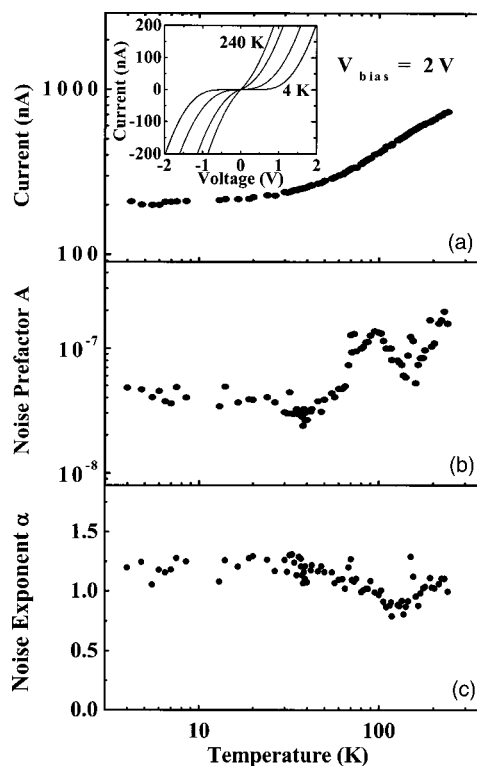 200
240 K
V bias = 2 V
100
0
4 K
-100
-200
-2 -1 0 1 2
Current (nA)
Voltage (V)
1000
100
Current (nA)
(a)
10-7
10-8
Noise Prefactor A
(b)
1.5
1.0
0.5
0.0
Noise Exponent α
(c)
10 100
Temperature (K)